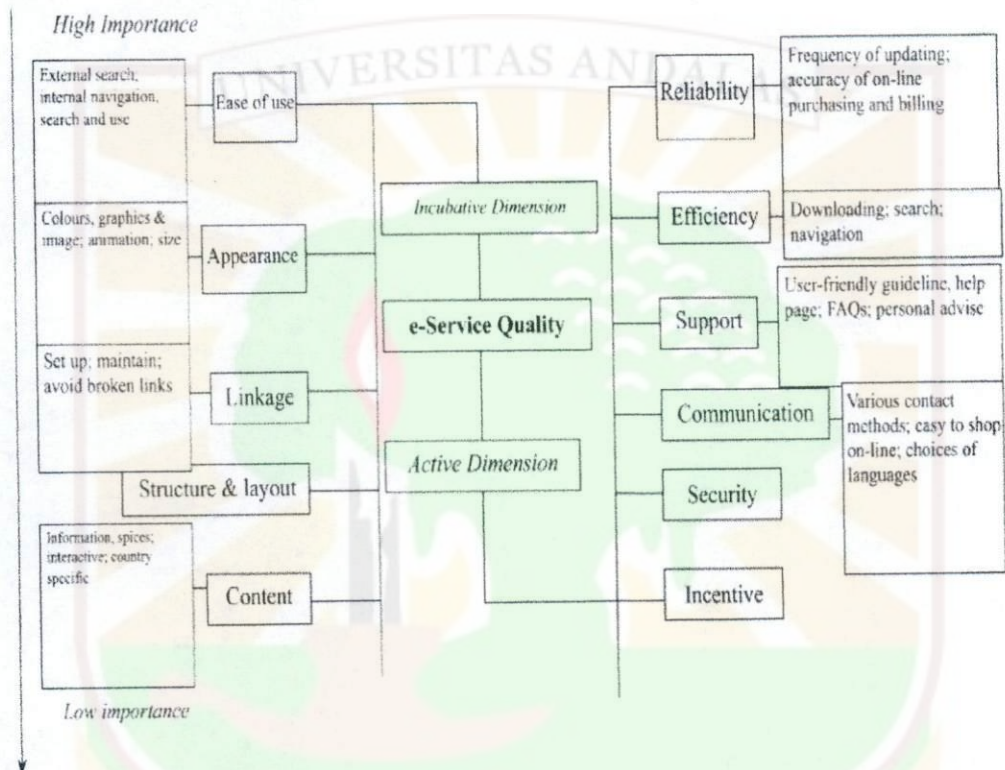 High Importance
UNIVERSITAS ANDALAS
External search;
internal navigation,
search and use
Ease of use
Colours, graphics &
image; animation; size
Appearance
Set up; maintain;
avoid broken links
Linkage
Structure & layout
Information, spices;
interactive; country
specific
Content
Low importance
Incubative Dimension
e-Service Quality
Active Dimension
Reliability
Frequency of updating;
accuracy of on-line
purchasing and billing
Efficiency
Downloading; search;
navigation
Support
User-friendly guideline, help
page; FAQs; personal advise
Communication
Various contact
methods; easy to shop
on-line; choices of
languages
Security
Incentive